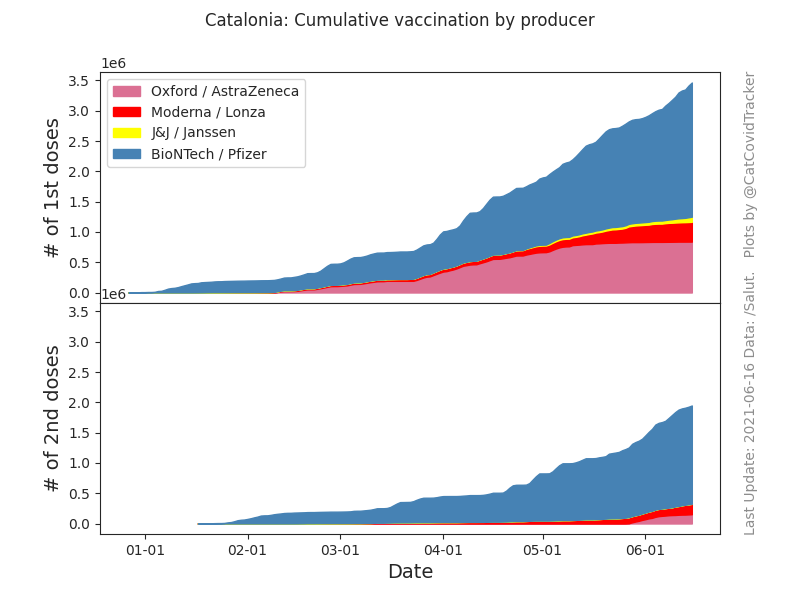 Catalonia: Cumulative vaccination by producer
1e6
3.5
3.0
2.5
2.0
1.5
1.0
0.5
0.0
# of 1st doses
Oxford / AstraZeneca
Moderna / Lonza
J&J / Janssen
BioNTech / Pfizer
1e6
3.5
3.0
2.5
2.0
1.5
1.0
0.5
0.0
# of 2nd doses
01-01 02-01 03-01 04-01 05-01 06-01
Date
Last Update: 2021-06-16 Data: /Salut. Plots by @CatCovidTracker